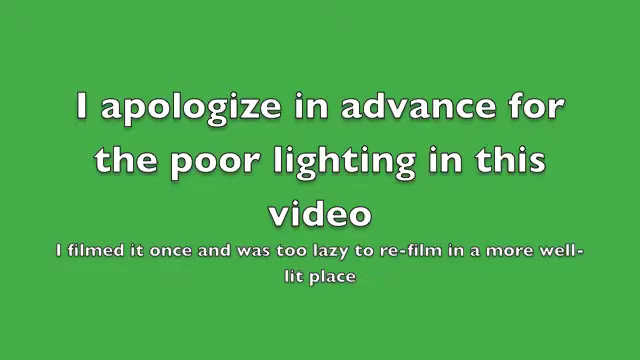 I apologize in advance for
the poor lighting in this
video
I filmed it once and was too lazy to re-film in a more well-
lit place